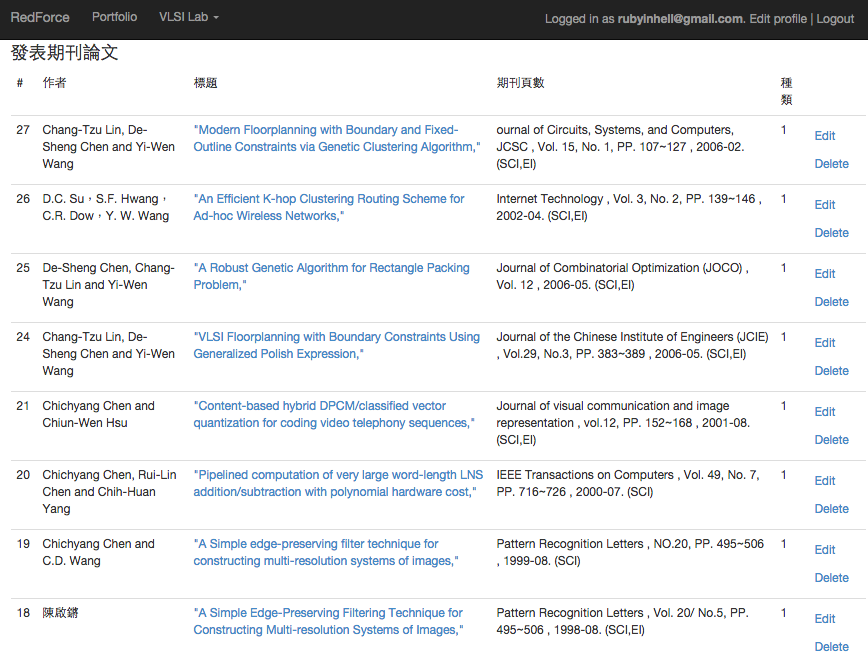 RedForce Portfolio VLSI Lab Logged in as rubyinhell@gmail.com. Edit profile | Logout
發表期刊論文
# 作者 標題 期刊頁數 種
類
27 Chang-Tzu Lin, De- "Modern Floorplanning with Boundary and Fixed- ournal of Circuits, Systems, and Computers, 1 Edit
Sheng Chen and Yi-Wen Outline Constraints via Genetic Clustering Algorithm," JCSC , Vol. 15, No. 1, PP. 107~127 , 2006-02.
Wang (SCI,EI) Delete
26 D.C. Su，S.F. Hwang， "An Efficient K-hop Clustering Routing Scheme for Internet Technology , Vol. 3, No. 2, PP. 139~146 , 1 Edit
C.R. Dow，Y. W. Wang Ad-hoc Wireless Networks," 2002-04. (SCI,EI)
Delete
25 De-Sheng Chen, Chang- "A Robust Genetic Algorithm for Rectangle Packing Journal of Combinatorial Optimization (JOCO) , 1 Edit
Tzu Lin and Yi-Wen Problem," Vol. 12 , 2006-05. (SCI,EI)
Wang Delete
24 Chang-Tzu Lin, De- "VLSI Floorplanning with Boundary Constraints Using Journal of the Chinese Institute of Engineers (JCIE) 1 Edit
Sheng Chen and Yi-Wen Generalized Polish Expression," , Vol.29, No.3, PP. 383~389 , 2006-05. (SCI,EI)
Wang Delete
21 Chichyang Chen and "Content-based hybrid DPCM/classified vector Journal of visual communication and image 1 Edit
Chiun-Wen Hsu quantization for coding video telephony sequences," representation , vol.12, PP. 152~168 , 2001-08.
(SCI,EI) Delete
20 Chichyang Chen, Rui-Lin "Pipelined computation of very large word-length LNS IEEE Transactions on Computers , Vol. 49, No. 7, 1 Edit
Chen and Chih-Huan addition/subtraction with polynomial hardware cost," PP. 716~726 , 2000-07. (SCI)
Yang Delete
19 Chichyang Chen and "A Simple edge-preserving filter technique for Pattern Recognition Letters , NO.20, PP. 495~506 1 Edit
C.D. Wang constructing multi-resolution systems of images," , 1999-08. (SCI)
Delete
18 陳啟鏘 "A Simple Edge-Preserving Filtering Technique for Pattern Recognition Letters , Vol. 20/ No.5, PP. 1 Edit
Constructing Multi-resolution Systems of Images," 495~506 , 1998-08. (SCI,EI)
Delete